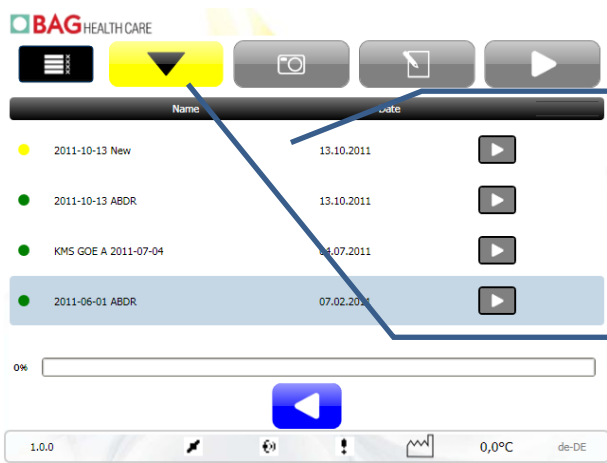 BAG HEALTH CARE
Name Date
2011-10-13 New 13.10.2011
2011-10-13 ABDR 13.10.2011
KMS GOE A 2011-07-04 04.07.2011
2011-06-01 ABDR 07.02.2011
0%
1.0.0 0,0°C de-DE